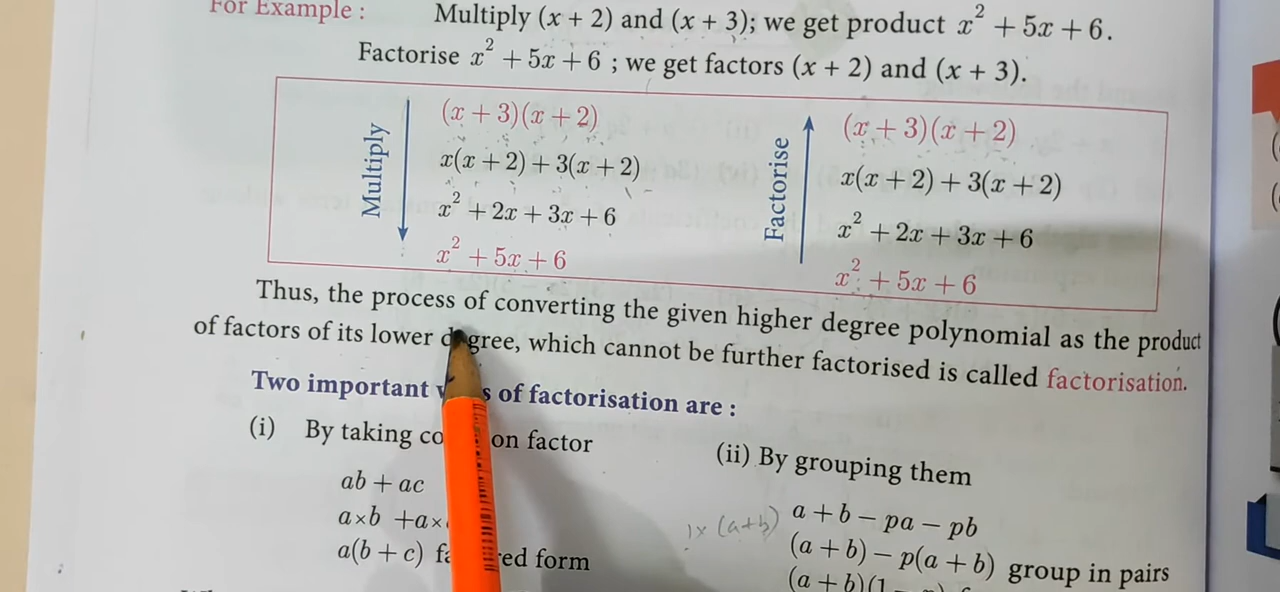 For Example : Multiply (x + 2) and (x + 3); we get product x² + 5x + 6.
Factorise x² + 5x + 6 ; we get factors (x + 2) and (x + 3).
Multiply
(x + 3)(x + 2)
x(x + 2) + 3(x + 2)
x² + 2x + 3x + 6
x² + 5x + 6
Factorise
(x + 3)(x + 2)
x(x + 2) + 3(x + 2)
x² + 2x + 3x + 6
x² + 5x + 6
Thus, the process of converting the given higher degree polynomial as the product
of factors of its lower degree, which cannot be further factorised is called factorisation.
Two important of factorisation are :
(i) By taking factor
ab + ac
a×b +a×
a(b + c) form
(ii) By grouping them
a + b − pa − pb
1x (a+b)
(a + b) − p(a + b) group in pairs
(a + b)(1